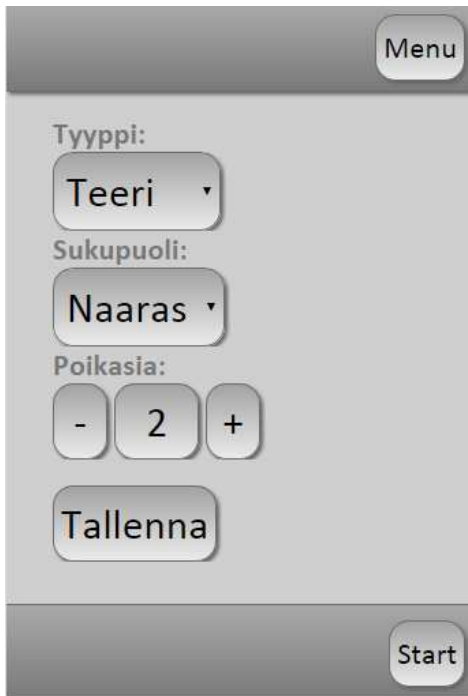 Menu
Tyyppi:
Teeri
Sukupuoli:
Naaras
Poikasia:
- 2 +
Tallenna
Start